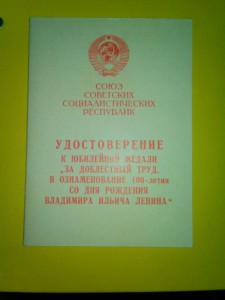 СОЮЗ
СОВЕТСКИХ
СОЦИАЛИСТИЧЕСКИХ
РЕСПУБЛИК
УДОСТОВЕРЕНИЕ
К ЮБИЛЕЙНОЙ МЕДАЛИ
„ЗА ДОБЛЕСТНЫЙ ТРУД.
В ОЗНАМЕНОВАНИЕ 100-летия
СО ДНЯ РОЖДЕНИЯ
ВЛАДИМИРА ИЛЬИЧА ЛЕНИНА“